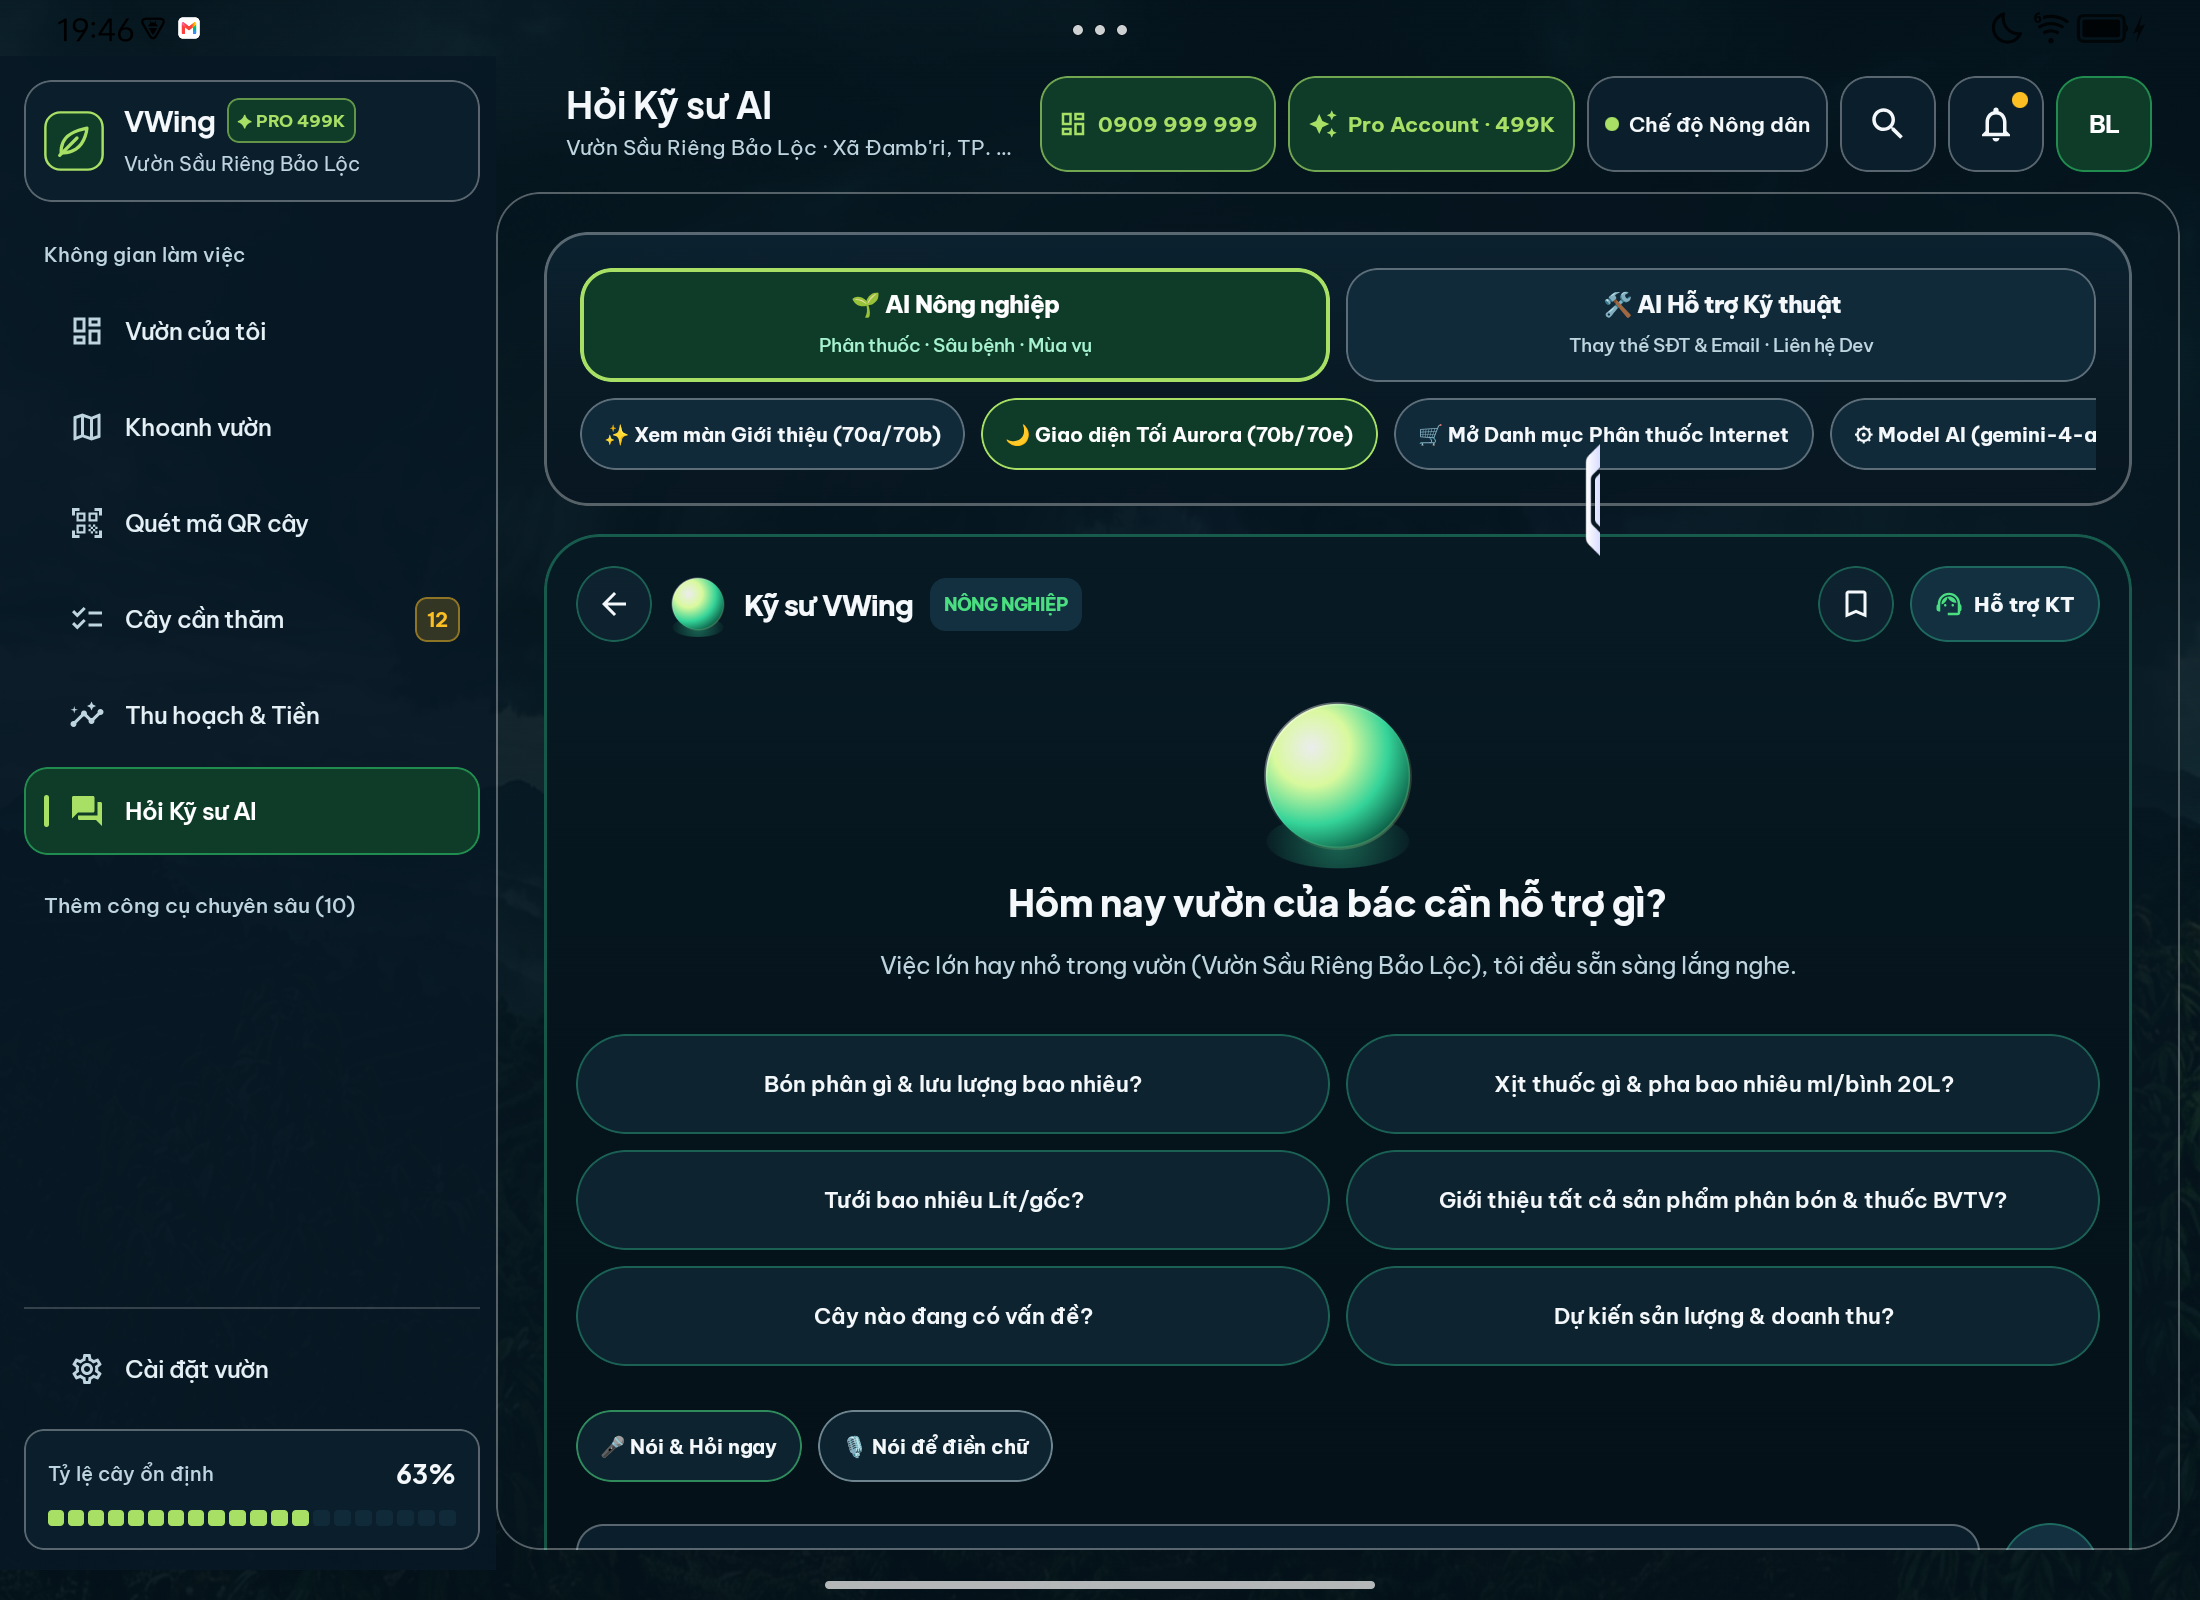 19:46
VWing
PRO 499K
Vườn Sầu Riêng Bảo Lộc
Không gian làm việc
Vườn của tôi
Khoanh vườn
Quét mã QR cây
Cây cần thăm
12
Thu hoạch & Tiền
Hỏi Kỹ sư AI
Thêm công cụ chuyên sâu (10)
Cài đặt vườn
Tỷ lệ cây ổn định
63%
Hỏi Kỹ sư AI
Vườn Sầu Riêng Bảo Lộc · Xã Đamb'ri, TP. ...
0909 999 999
Pro Account · 499K
Chế độ Nông dân
BL
🌱 AI Nông nghiệp
Phân thuốc · Sâu bệnh · Mùa vụ
🛠️ AI Hỗ trợ Kỹ thuật
Thay thế SĐT & Email · Liên hệ Dev
✨ Xem màn Giới thiệu (70a/70b)
🌙 Giao diện Tối Aurora (70b/70e)
🛒 Mở Danh mục Phân thuốc Internet
⚙ Model AI (gemini-4-a
Kỹ sư VWing
NÔNG NGHIỆP
Hỗ trợ KT
Hôm nay vườn của bác cần hỗ trợ gì?
Việc lớn hay nhỏ trong vườn (Vườn Sầu Riêng Bảo Lộc), tôi đều sẵn sàng lắng nghe.
Bón phân gì & lưu lượng bao nhiêu?
Xịt thuốc gì & pha bao nhiêu ml/bình 20L?
Tưới bao nhiêu Lít/gốc?
Giới thiệu tất cả sản phẩm phân bón & thuốc BVTV?
Cây nào đang có vấn đề?
Dự kiến sản lượng & doanh thu?
🎤 Nói & Hỏi ngay
🎙️ Nói để điền chữ